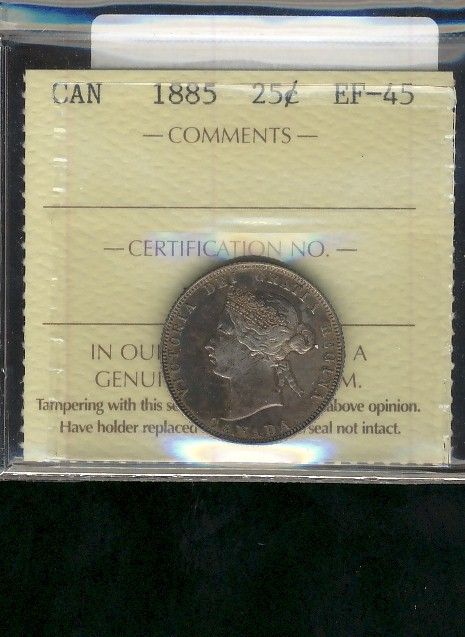 CAN 1885 25¢ EF-45
— COMMENTS —
— CERTIFICATION NO. —
VICTORIA DEI GRATIA REGINA
CANADA
IN OU A
GENUI M.
Tampering with this se above opinion.
Have holder replaced seal not intact.